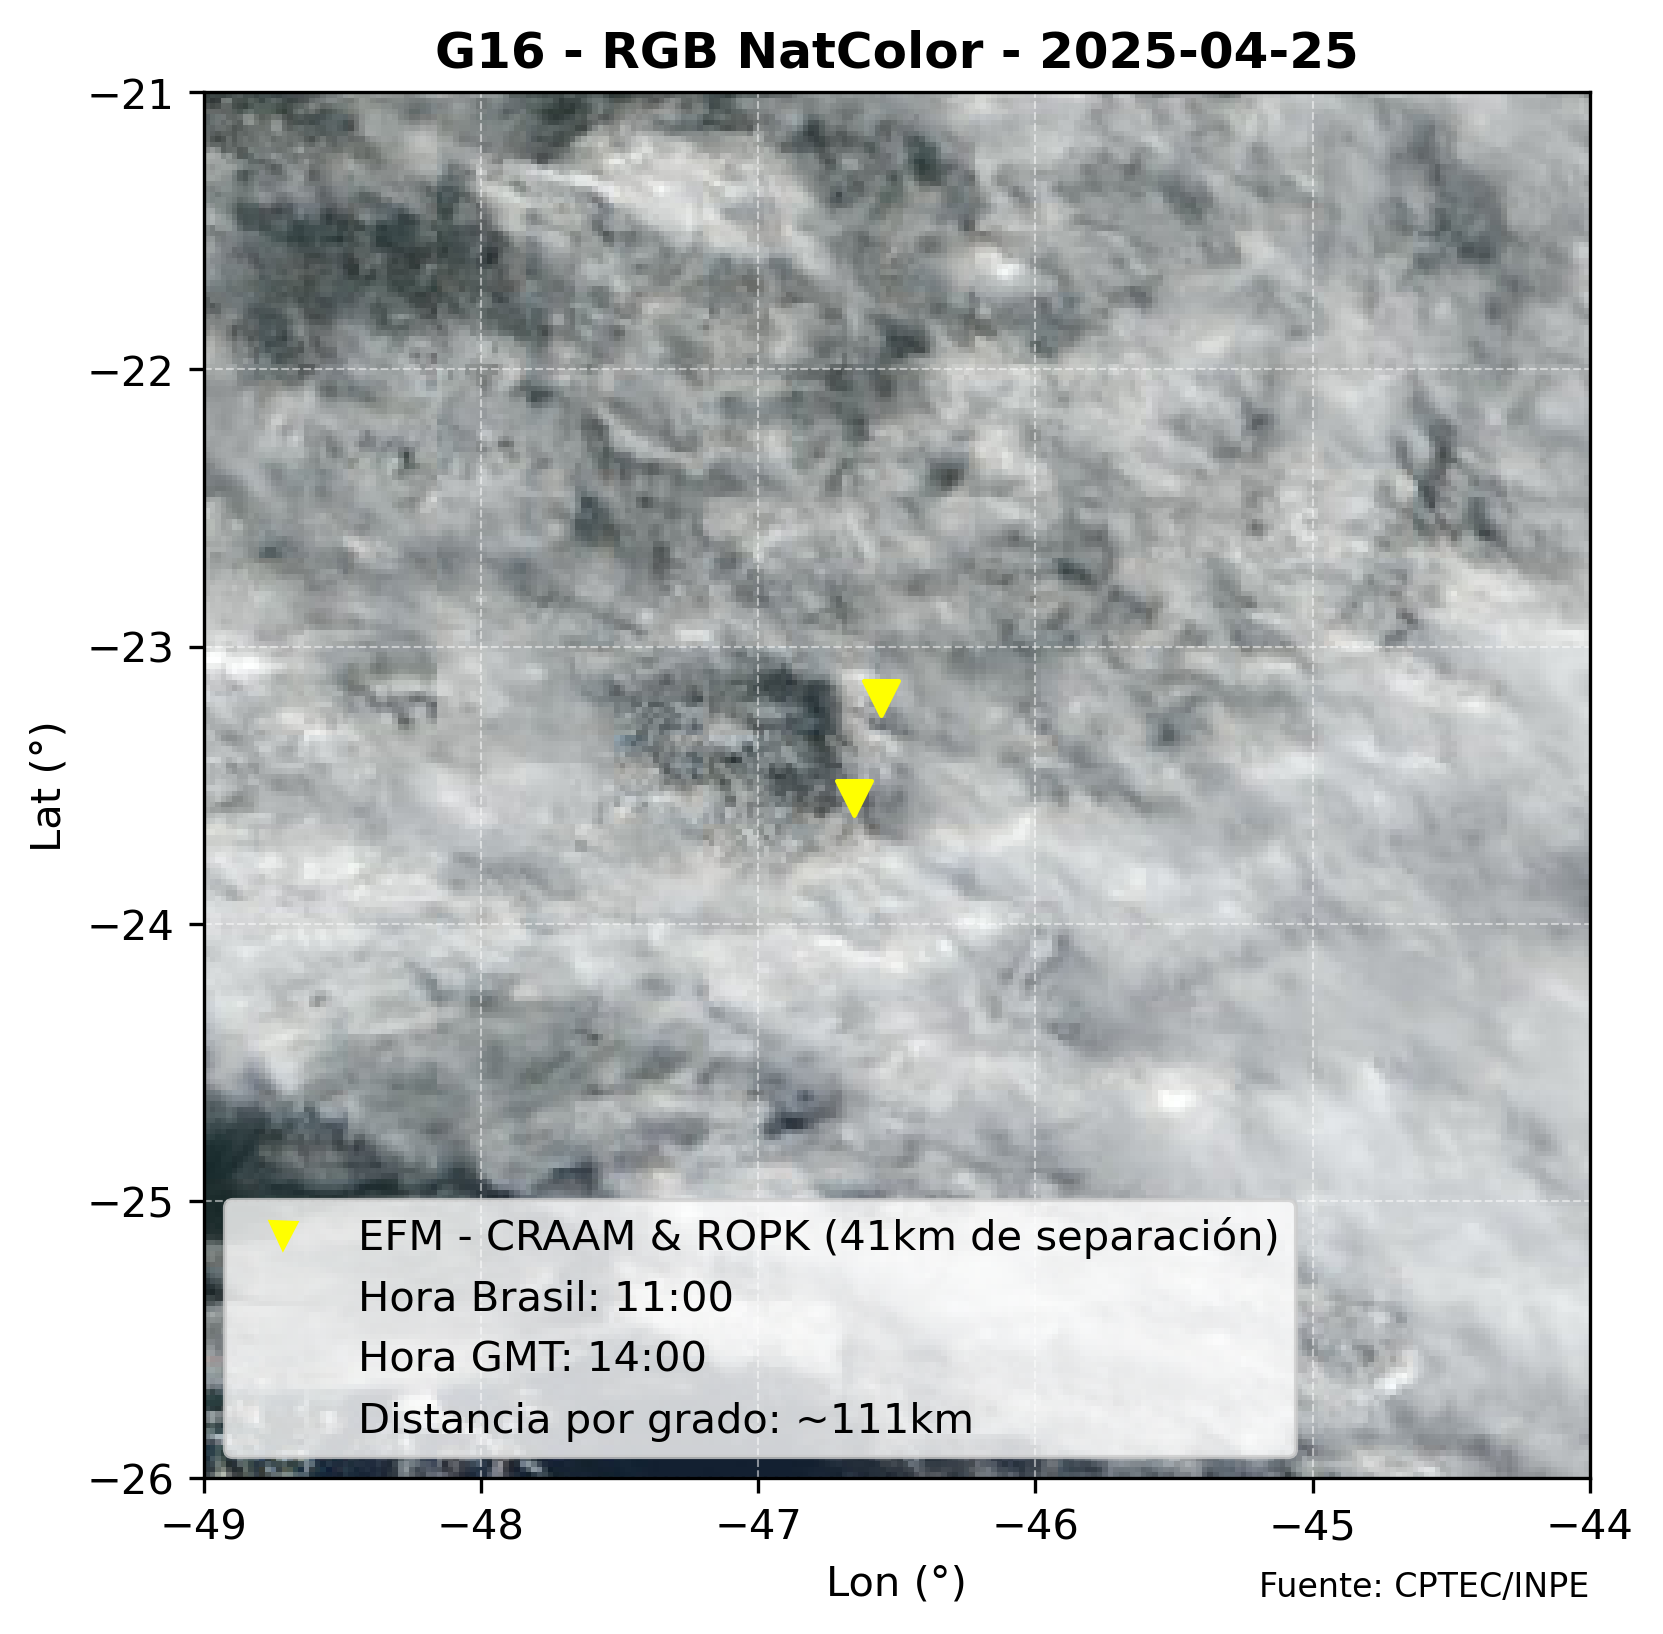 G16 - RGB NatColor - 2025-04-25
−21
−22
−23
−24
−25
−26
Lat (°)
EFM - CRAAM & ROPK (41km de separación)
Hora Brasil: 11:00
Hora GMT: 14:00
Distancia por grado: ~111km
−49 −48 −47 −46 −45 −44
Lon (°)
Fuente: CPTEC/INPE